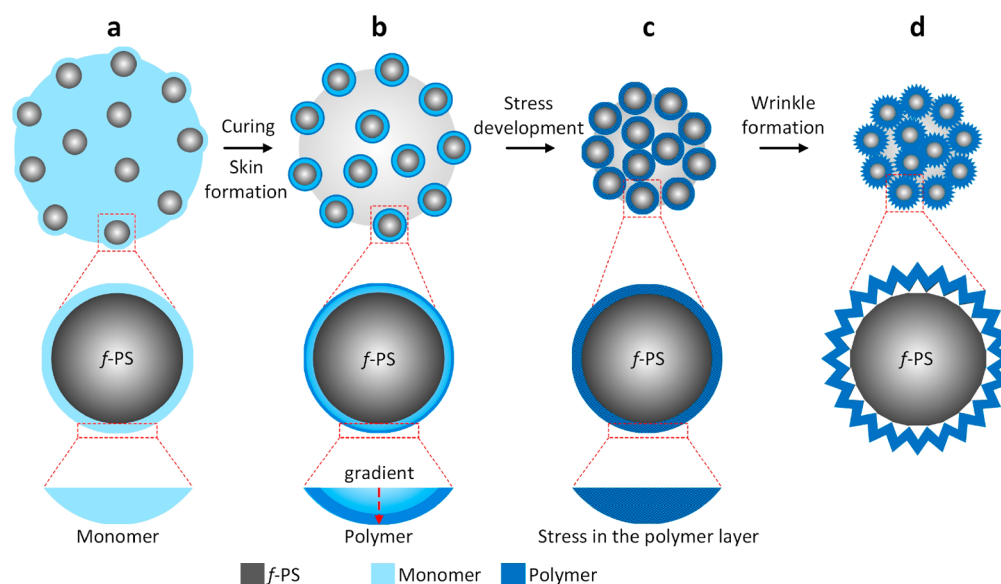 a
b
c
d
Curing
Skin
formation
Stress
development
Wrinkle
formation
f-PS
f-PS
f-PS
f-PS
gradient
Monomer
Polymer
Stress in the polymer layer
f-PS
Monomer
Polymer